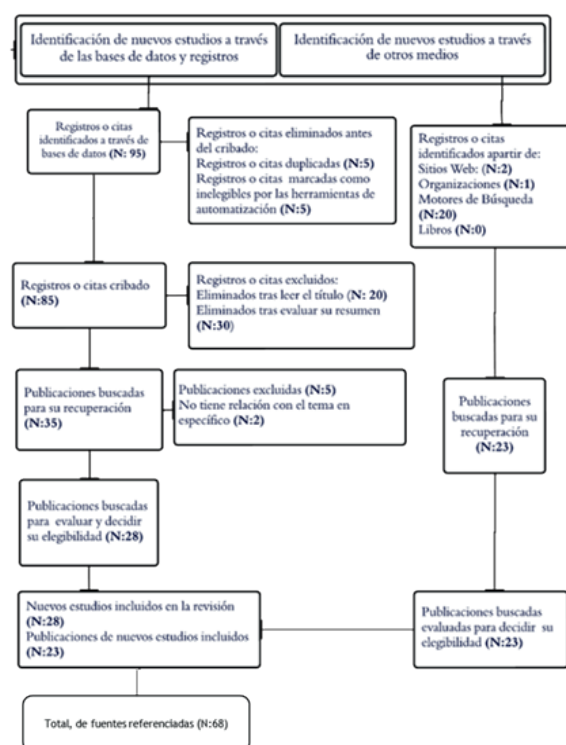 Identificación de nuevos estudios a través
de las bases de datos y registros
Identificación de nuevos estudios a través
de otros medios
Registros o citas
identificados a través de
bases de datos (N: 95)
Registros o citas eliminados antes
del cribado:
Registros o citas duplicadas (N:5)
Registros o citas marcadas como
inelegibles por las herramientas de
automatización (N:5)
Registros o citas
identificados apartir de:
Sitios Web: (N:2)
Organizaciones (N:1)
Motores de Búsqueda
(N:20)
Libros (N:0)
Registros o citas cribado
(N:85)
Registros o citas excluidos:
Eliminados tras leer el título (N: 20)
Eliminados tras evaluar su resumen
(N:30)
Publicaciones buscadas
para su recuperación
(N:35)
Publicaciones excluidas (N:5)
No tiene relación con el tema en
específico (N:2)
Publicaciones
buscadas para su
recuperación
(N:23)
Publicaciones buscadas
para evaluar y decidir
su elegibilidad (N:28)
Nuevos estudios incluidos en la revisión
(N:28)
Publicaciones de nuevos estudios incluidos
(N:23)
Publicaciones buscadas
evaluadas para decidir su
elegibilidad (N:23)
Total, de fuentes referenciadas (N:68)